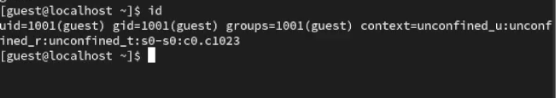 [guest@localhost ~]$ id
uid=1001(guest) gid=1001(guest) groups=1001(guest) context=unconfined_u:unconf
ined_r:unconfined_t:s0-s0:c0.c1023
[guest@localhost ~]$